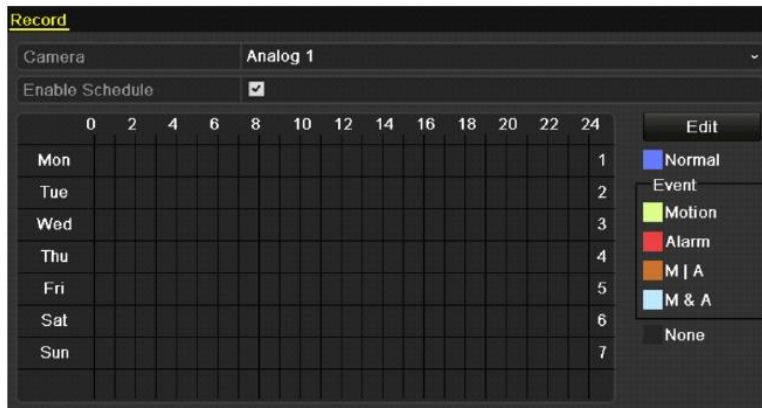 Record
Camera Analog 1
Enable Schedule
0 2 4 6 8 10 12 14 16 18 20 22 24
Edit
Mon 1
Normal
Tue 2
Event
Motion
Wed 3
Alarm
Thu 4
M | A
Fri 5
M & A
Sat 6
None
Sun 7